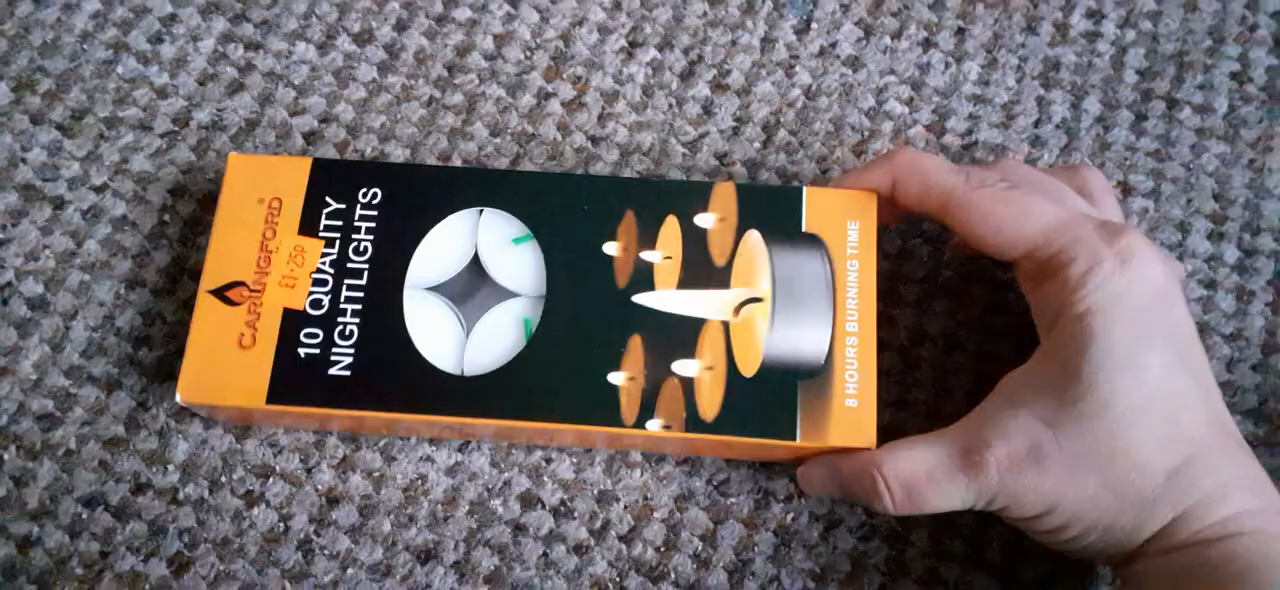 CARLINGFORD®
£1·25p
10 QUALITY
NIGHTLIGHTS
8 HOURS BURNING TIME